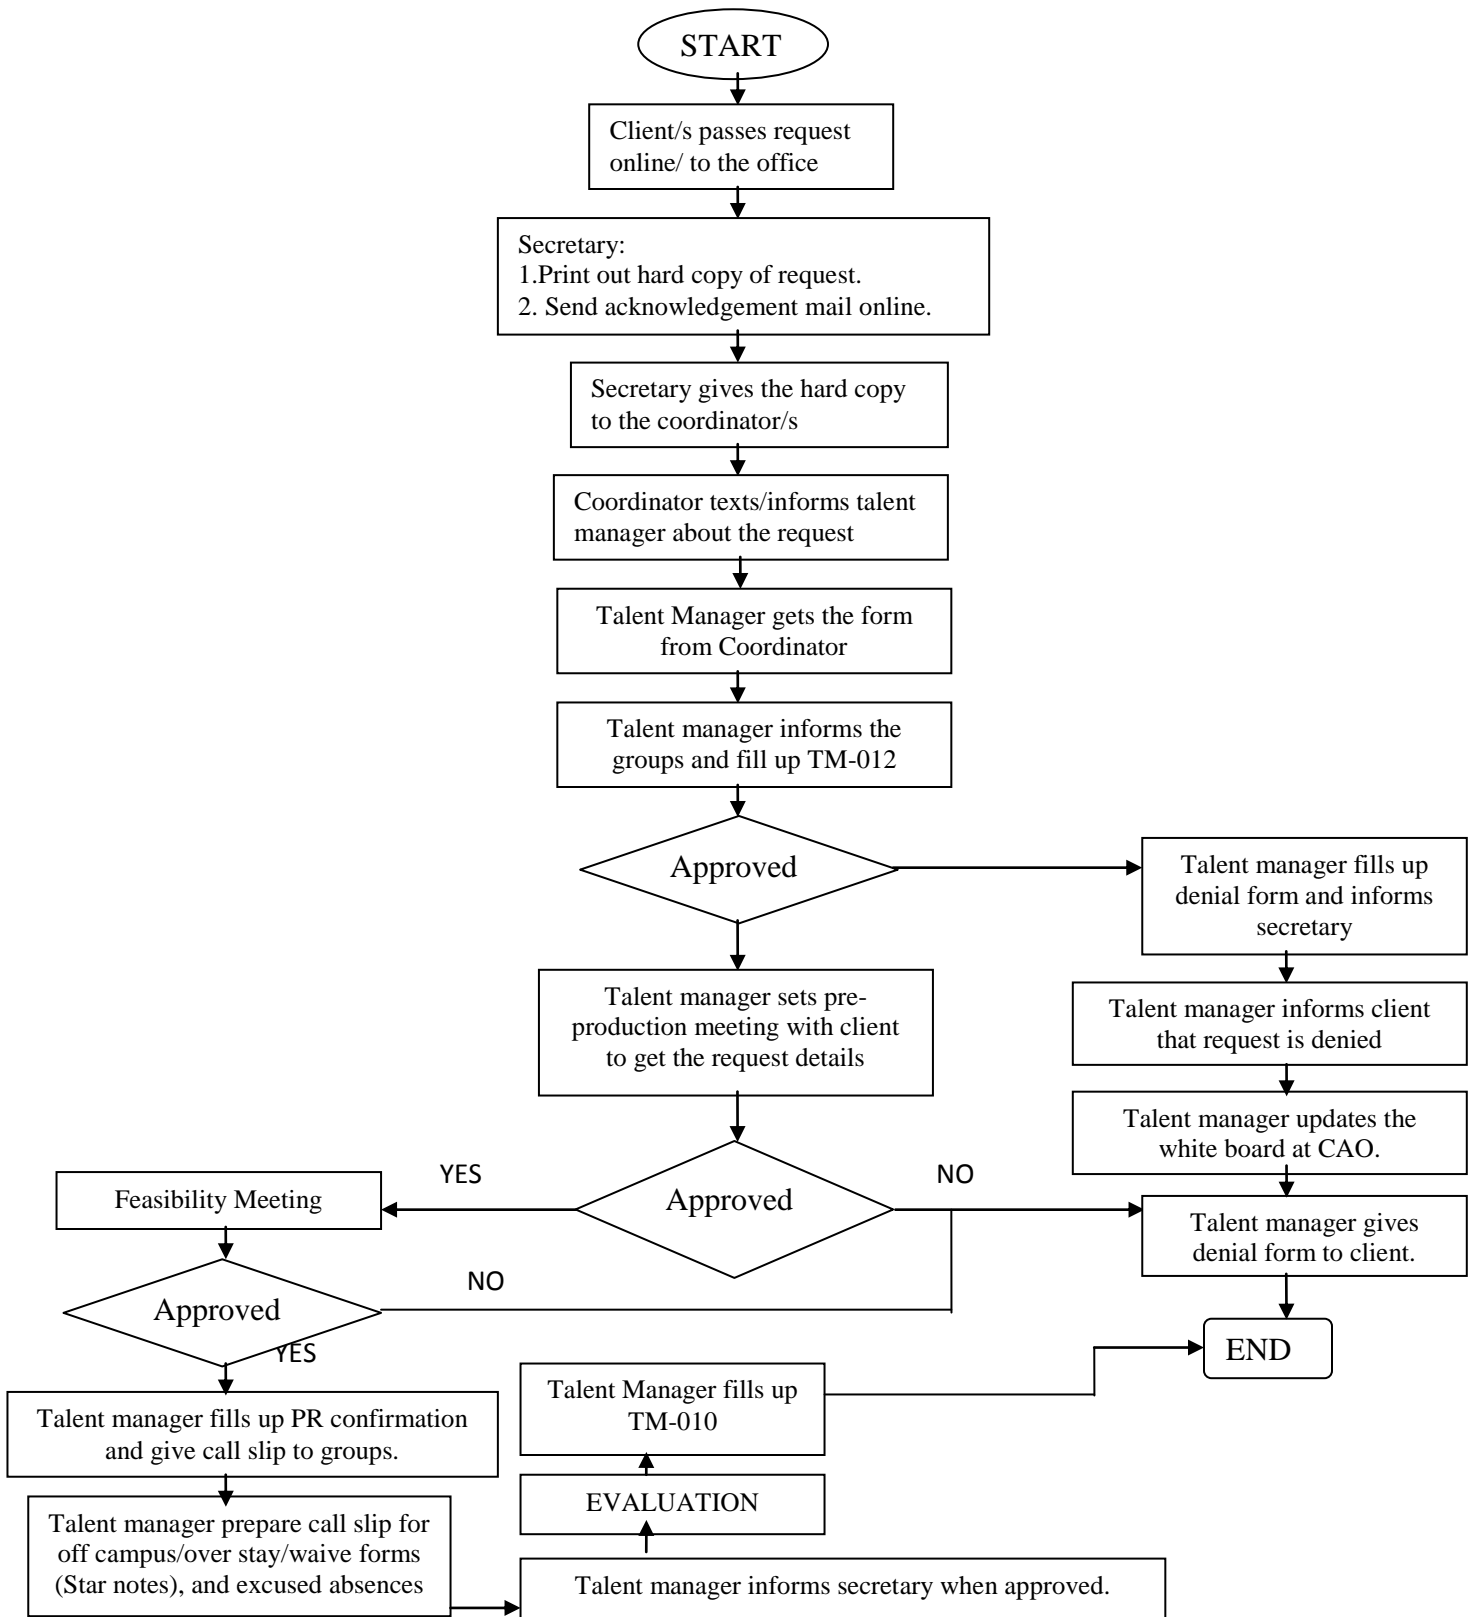 START
Client/s passes request
online/ to the office
Secretary:
1.Print out hard copy of request.
2. Send acknowledgement mail online.
Secretary gives the hard copy
to the coordinator/s
Coordinator texts/informs talent
manager about the request
Talent Manager gets the form
from Coordinator
Talent manager informs the
groups and fill up TM-012
Approved
Talent manager fills up
denial form and informs
secretary
Talent manager sets pre-
production meeting with client
to get the request details
Talent manager informs client
that request is denied
Talent manager updates the
white board at CAO.
YES
Approved
NO
Feasibility Meeting
Talent manager gives
denial form to client.
NO
Approved
YES
END
Talent Manager fills up
TM-010
Talent manager fills up PR confirmation
and give call slip to groups.
EVALUATION
Talent manager prepare call slip for
off campus/over stay/waive forms
(Star notes), and excused absences
Talent manager informs secretary when approved.